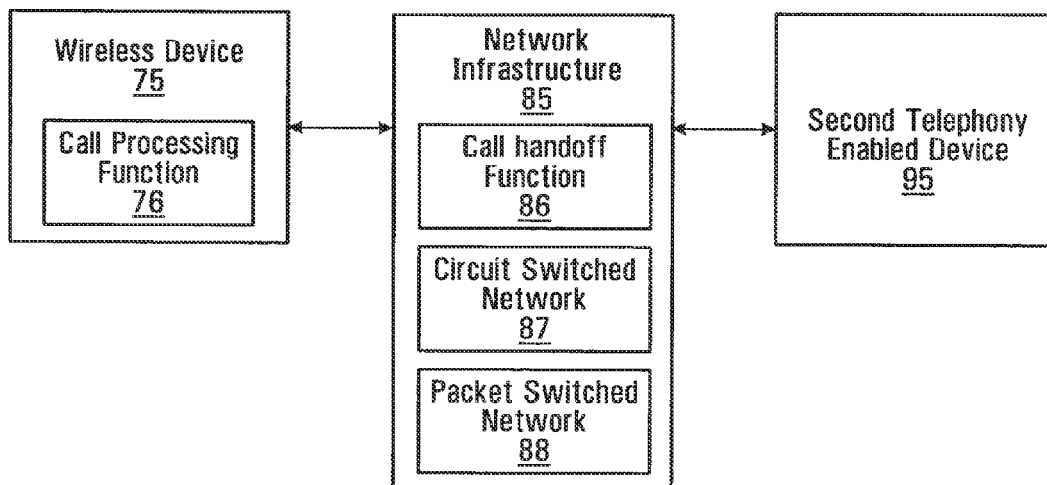 Wireless Device
75
Call Processing
Function
76
Network
Infrastructure
85
Call handoff
Function
86
Circuit Switched
Network
87
Packet Switched
Network
88
Second Telephony
Enabled Device
95